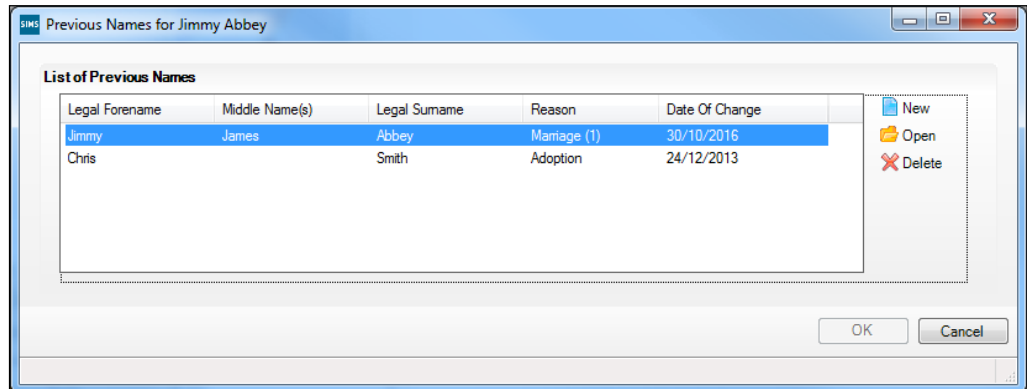 SIMS Previous Names for Jimmy Abbey
List of Previous Names
Legal Forename Middle Name(s) Legal Surname Reason Date Of Change
Jimmy James Abbey Marriage (1) 30/10/2016
Chris Smith Adoption 24/12/2013
New
Open
Delete
OK Cancel